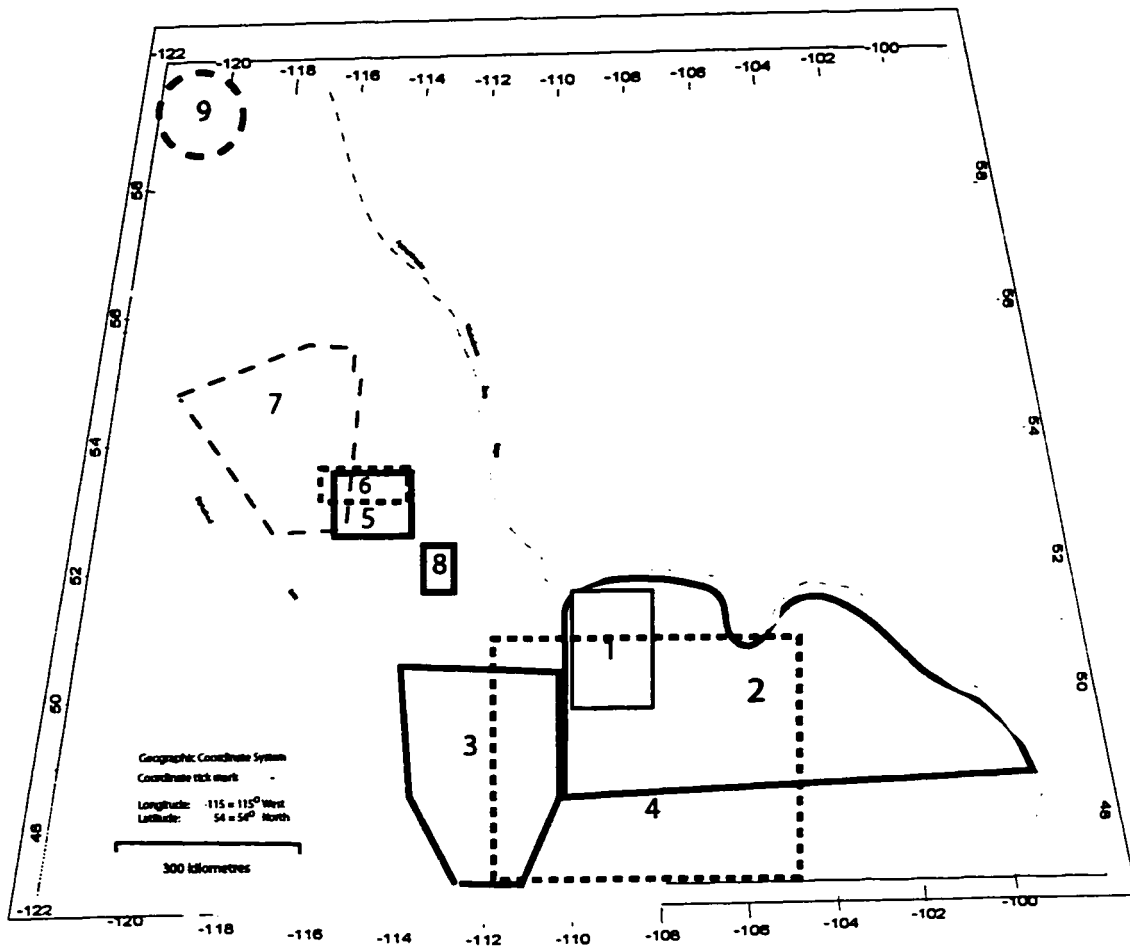 -122 -120 -118 -116 -114 -112 -110 -108 -106 -104 -102 -100
9
58 58
56 56
7
54 54
6
5
8
52 52
1
2
50 50
3
4
Geographic Coordinate System
Coordinate tick mark -
Longitude: -115 = 115° West
Latitude: 54 = 54° North
48 48
300 kilometres
-122 -120 -118 -116 -114 -112 -110 -108 -106 -104 -102 -100